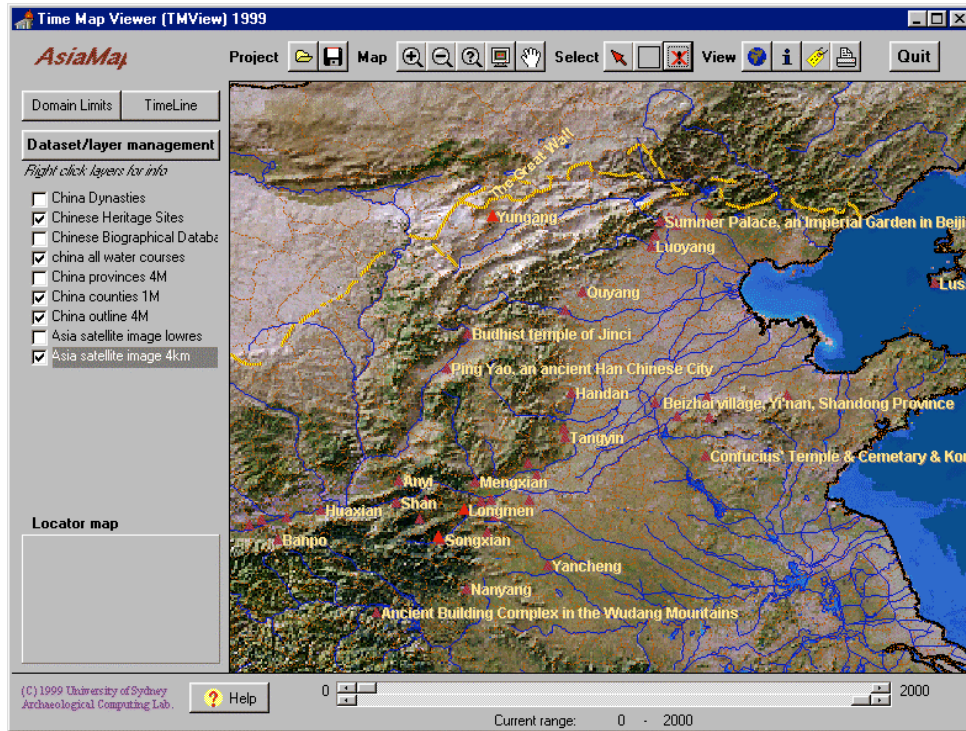 Time Map Viewer (TMView) 1999
AsiaMap
Project
Map
Select
View
Quit
Domain Limits
TimeLine
Dataset/layer management
Right click layers for info
China Dynasties
Chinese Heritage Sites
Chinese Biographical Databa
china all water courses
China provinces 4M
China counties 1M
China outline 4M
Asia satellite image lowres
Asia satellite image 4km
The Great Wall
Yungang
Summer Palace, an Imperial Garden in Beiji
Luoyang
Quyang
Lus
Budhist temple of Jinci
Ping Yao, an ancient Han Chinese City
Handan
Beizhai village, Yi'nan, Shandong Province
Tangyin
Confucius' Temple & Cemetary & Kon
Anyi
Mengxian
Shan
Huaxian
Longmen
Banpo
Songxian
Yancheng
Nanyang
Ancient Building Complex in the Wudang Mountains
Locator map
(C) 1999 University of Sydney
Archaeological Computing Lab.
? Help
0
2000
Current range: 0 - 2000